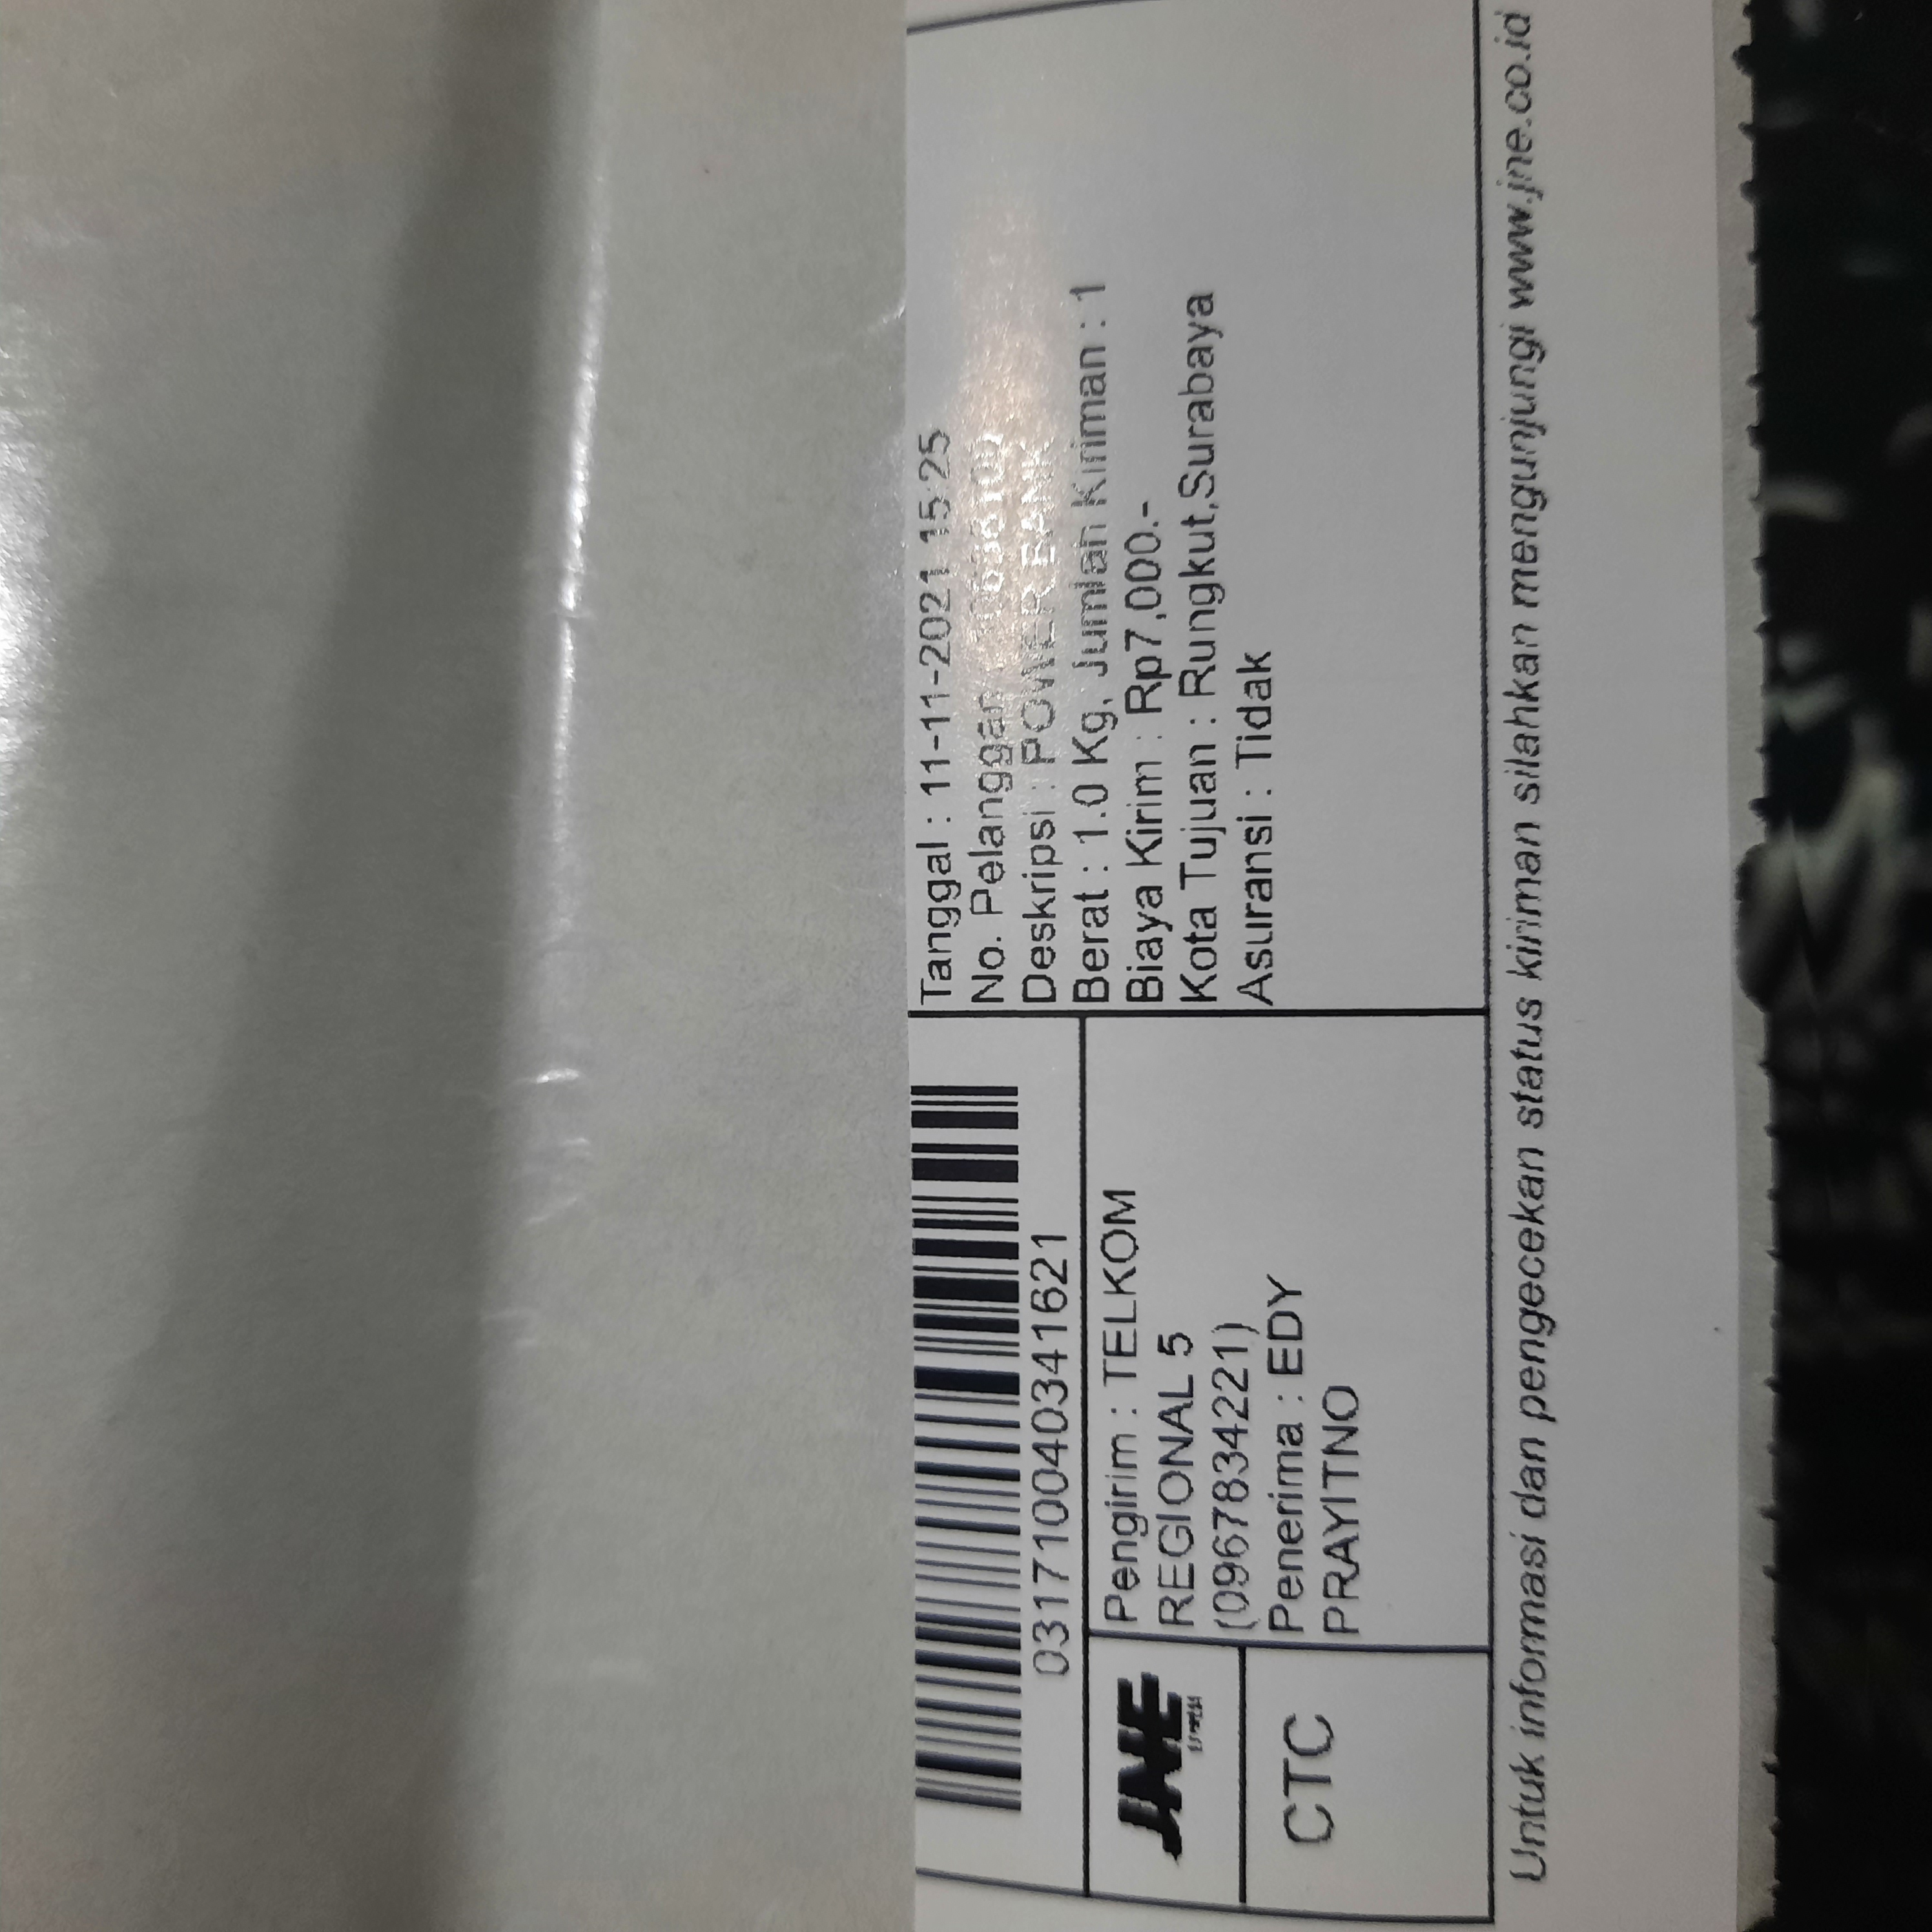 031710040341621
JNE
CTC
Pengirim : TELKOM
REGIONAL 5
(0967834221)
Penerima : EDY
PRAYITNO
Tanggal : 11-11-2021 15:25
No. Pelanggan :
Deskripsi : POWER BANK
Berat : 1.0 Kg, Jumlah Kiriman : 1
Biaya Kirim : Rp7,000.-
Kota Tujuan : Rungkut,Surabaya
Asuransi : Tidak
Untuk informasi dan pengecekan status kiriman silahkan mengunjungi www.jne.co.id